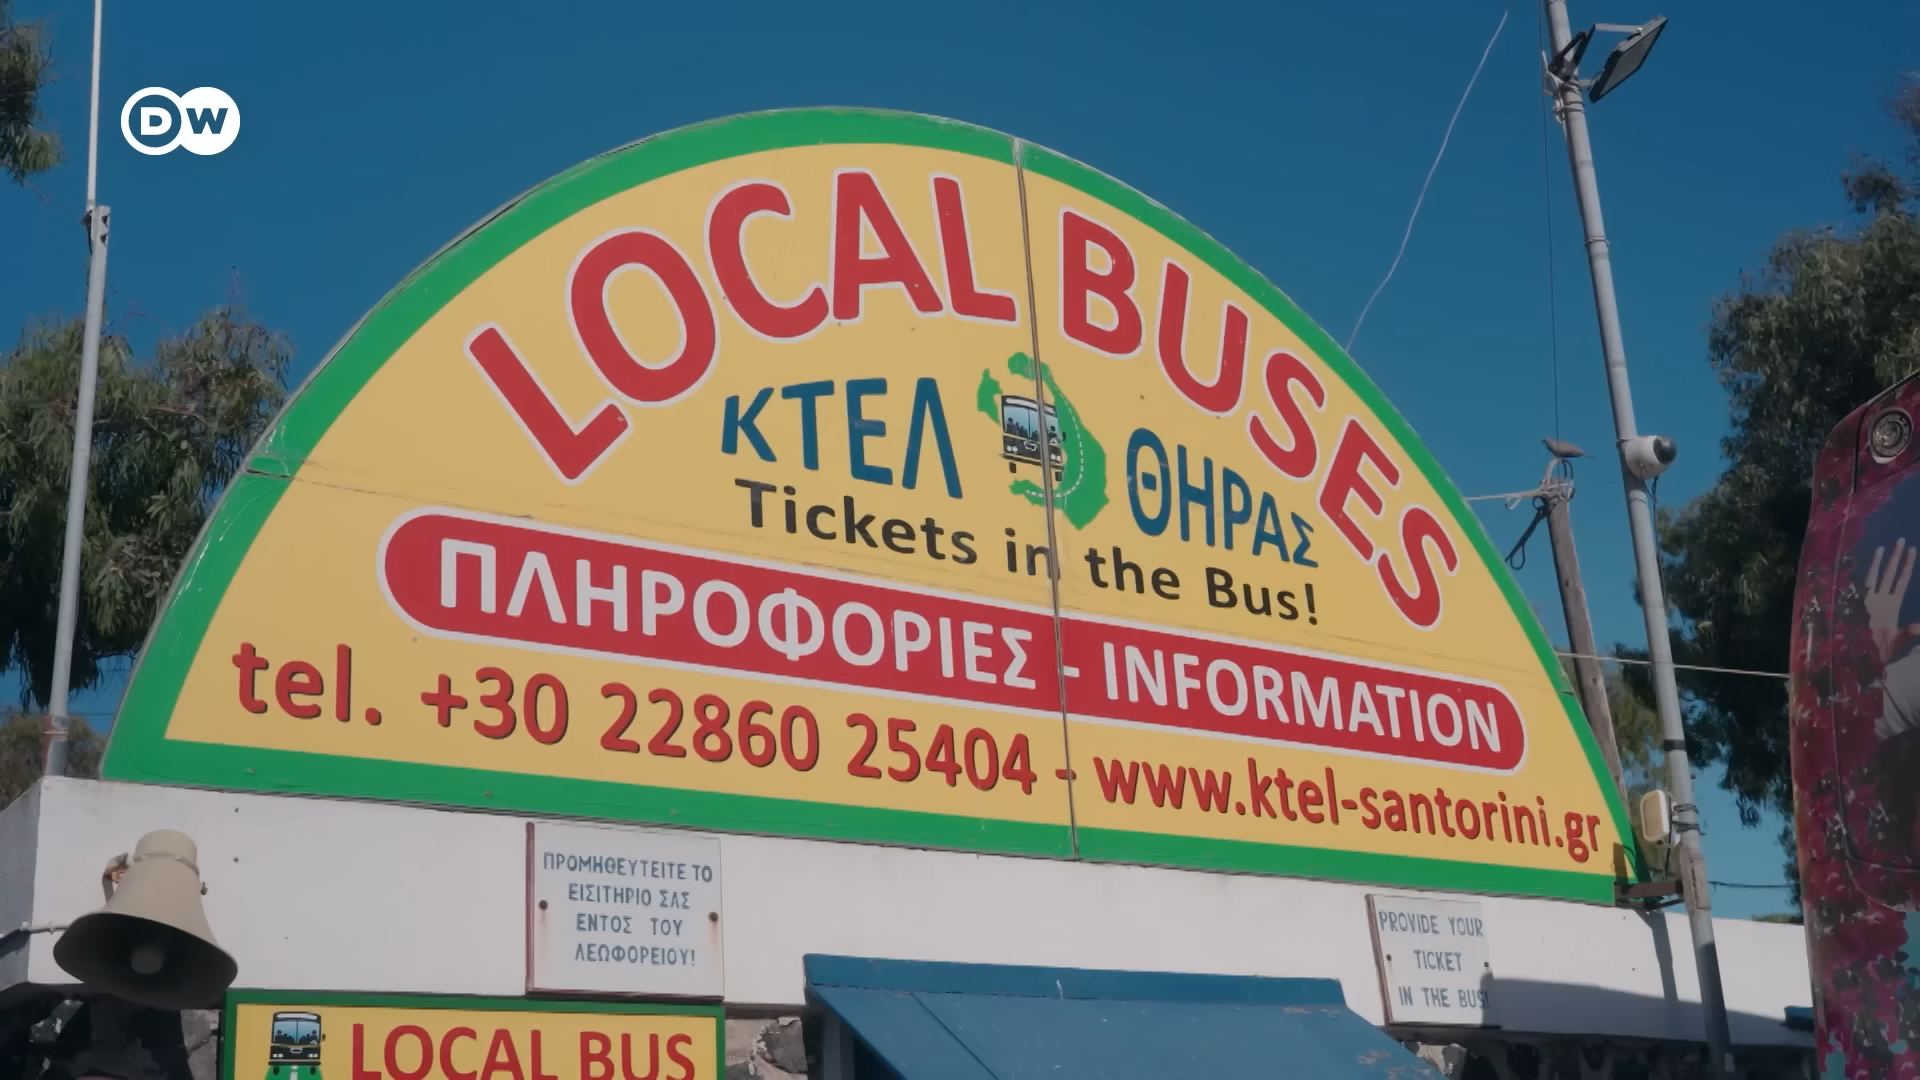 DW
LOCAL BUSES
ΚΤΕΛ ΘΗΡΑΣ
Tickets in the Bus!
ΠΛΗΡΟΦΟΡΙΕΣ - INFORMATION
tel. +30 22860 25404 - www.ktel-santorini.gr
ΠΡΟΜΗΘΕΥΤΕΙΤΕ ΤΟ
ΕΙΣΙΤΗΡΙΟ ΣΑΣ
ΕΝΤΟΣ ΤΟΥ
ΛΕΩΦΟΡΕΙΟΥ!
PROVIDE YOUR
TICKET
IN THE BUS!
LOCAL BUS